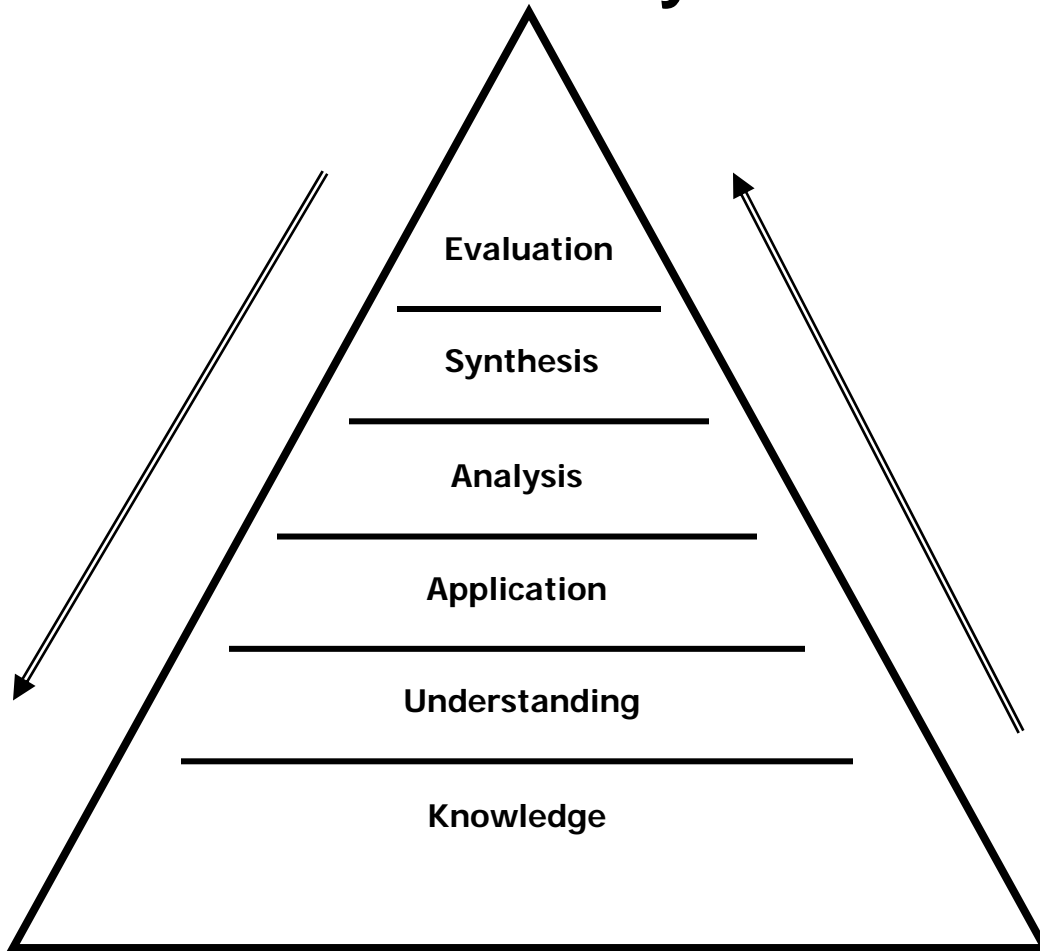 Evaluation
Synthesis
Analysis
Application
Understanding
Knowledge